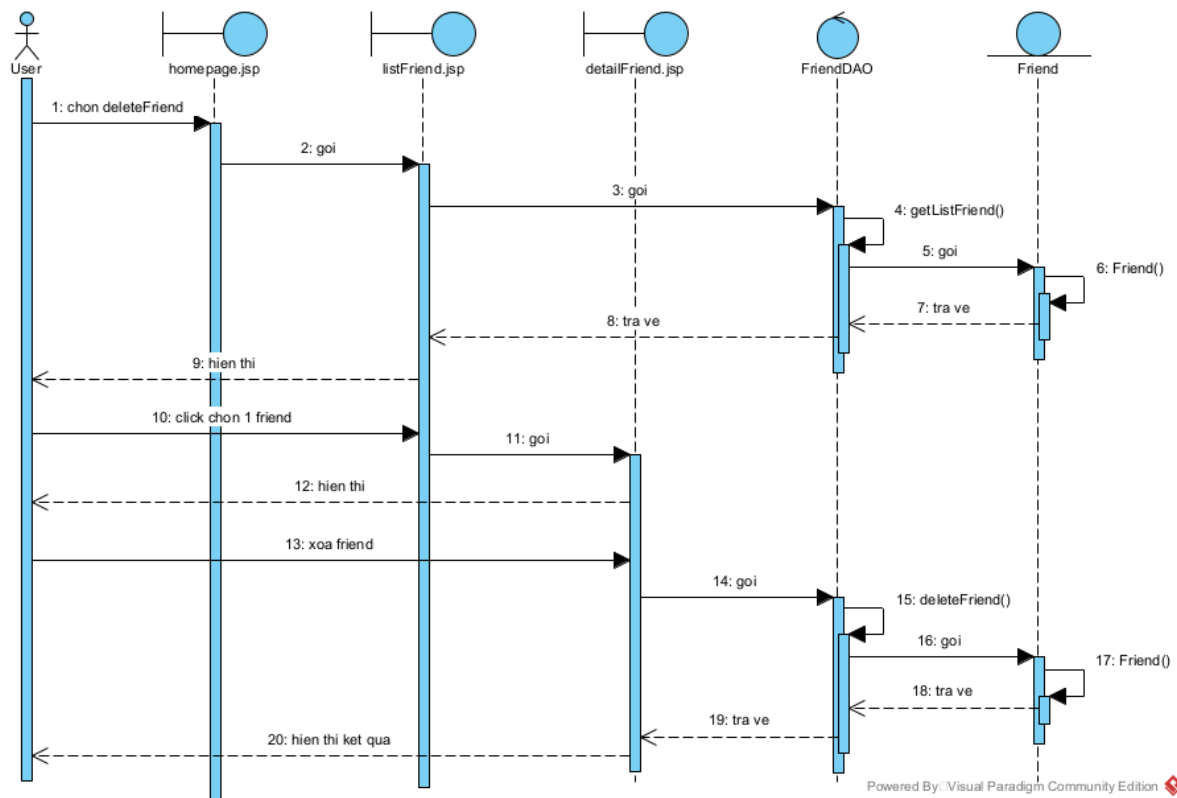 User
homepage.jsp
listFriend.jsp
detailFriend.jsp
FriendDAO
Friend
1: chon deleteFriend
2: goi
3: goi
4: getListFriend()
5: goi
6: Friend()
7: tra ve
8: tra ve
9: hien thi
10: click chon 1 friend
11: goi
12: hien thi
13: xoa friend
14: goi
15: deleteFriend()
16: goi
17: Friend()
18: tra ve
19: tra ve
20: hien thi ket qua
Powered By Visual Paradigm Community Edition